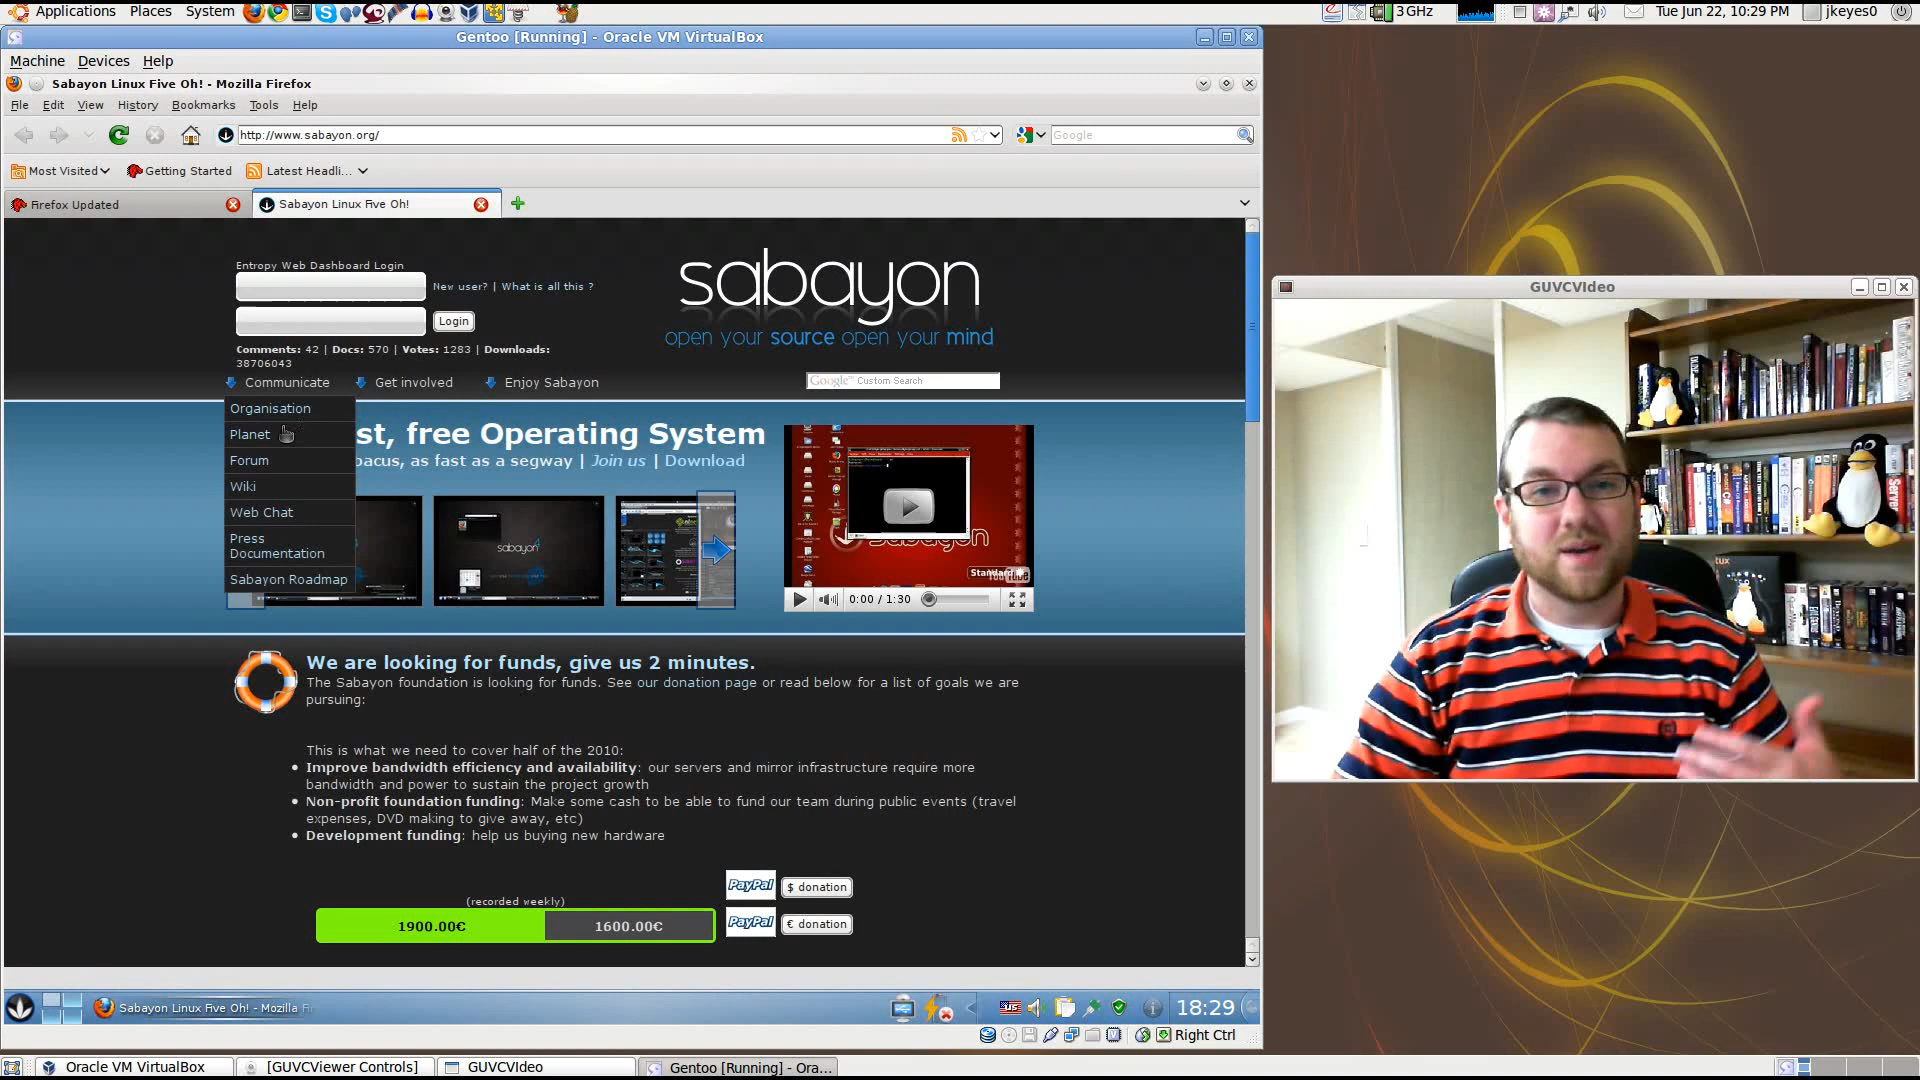 Applications Places System
3 GHz
Tue Jun 22, 10:29 PM
jkeyes0
Gentoo [Running] - Oracle VM VirtualBox
Machine Devices Help
Sabayon Linux Five Oh! - Mozilla Firefox
File Edit View History Bookmarks Tools Help
http://www.sabayon.org/
Google
Most Visited Getting Started Latest Headli...
Firefox Updated
Sabayon Linux Five Oh!
Entropy Web Dashboard Login
New user? | What is all this ?
Login
Comments: 42 | Docs: 570 | Votes: 1283 | Downloads:
38706043
sabayon
open your source open your mind
Communicate Get involved Enjoy Sabayon
Google™ Custom Search
Organisation
Planet
Forum
Wiki
Web Chat
Press
Documentation
Sabayon Roadmap
st, free Operating System
bacus, as fast as a segway | Join us | Download
sabayon
Standard
0:00 / 1:30
We are looking for funds, give us 2 minutes.
The Sabayon foundation is looking for funds. See our donation page or read below for a list of goals we are
pursuing:
This is what we need to cover half of the 2010:
Improve bandwidth efficiency and availability: our servers and mirror infrastructure require more
bandwidth and power to sustain the project growth
Non-profit foundation funding: Make some cash to be able to fund our team during public events (travel
expenses, DVD making to give away, etc)
Development funding: help us buying new hardware
(recorded weekly)
1900.00€ 1600.00€
PayPal $ donation
PayPal € donation
Sabayon Linux Five Oh! - Mozilla Fi
US
18:29
Right Ctrl
GUVCVIdeo
Oracle VM VirtualBox
[GUVCViewer Controls]
GUVCVIdeo
Gentoo [Running] - Ora...